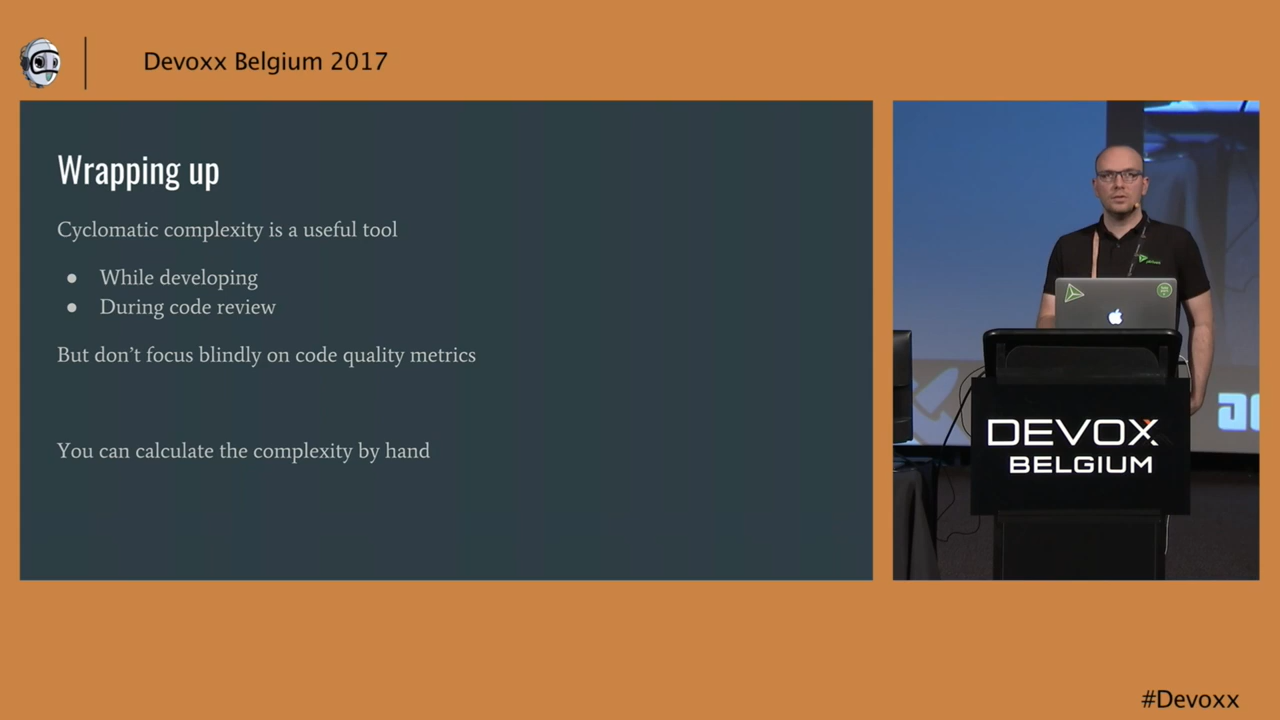 Devoxx Belgium 2017
Wrapping up
Cyclomatic complexity is a useful tool
● While developing
● During code review
But don’t focus blindly on code quality metrics
You can calculate the complexity by hand
DEVOXX
BELGIUM
#Devoxx